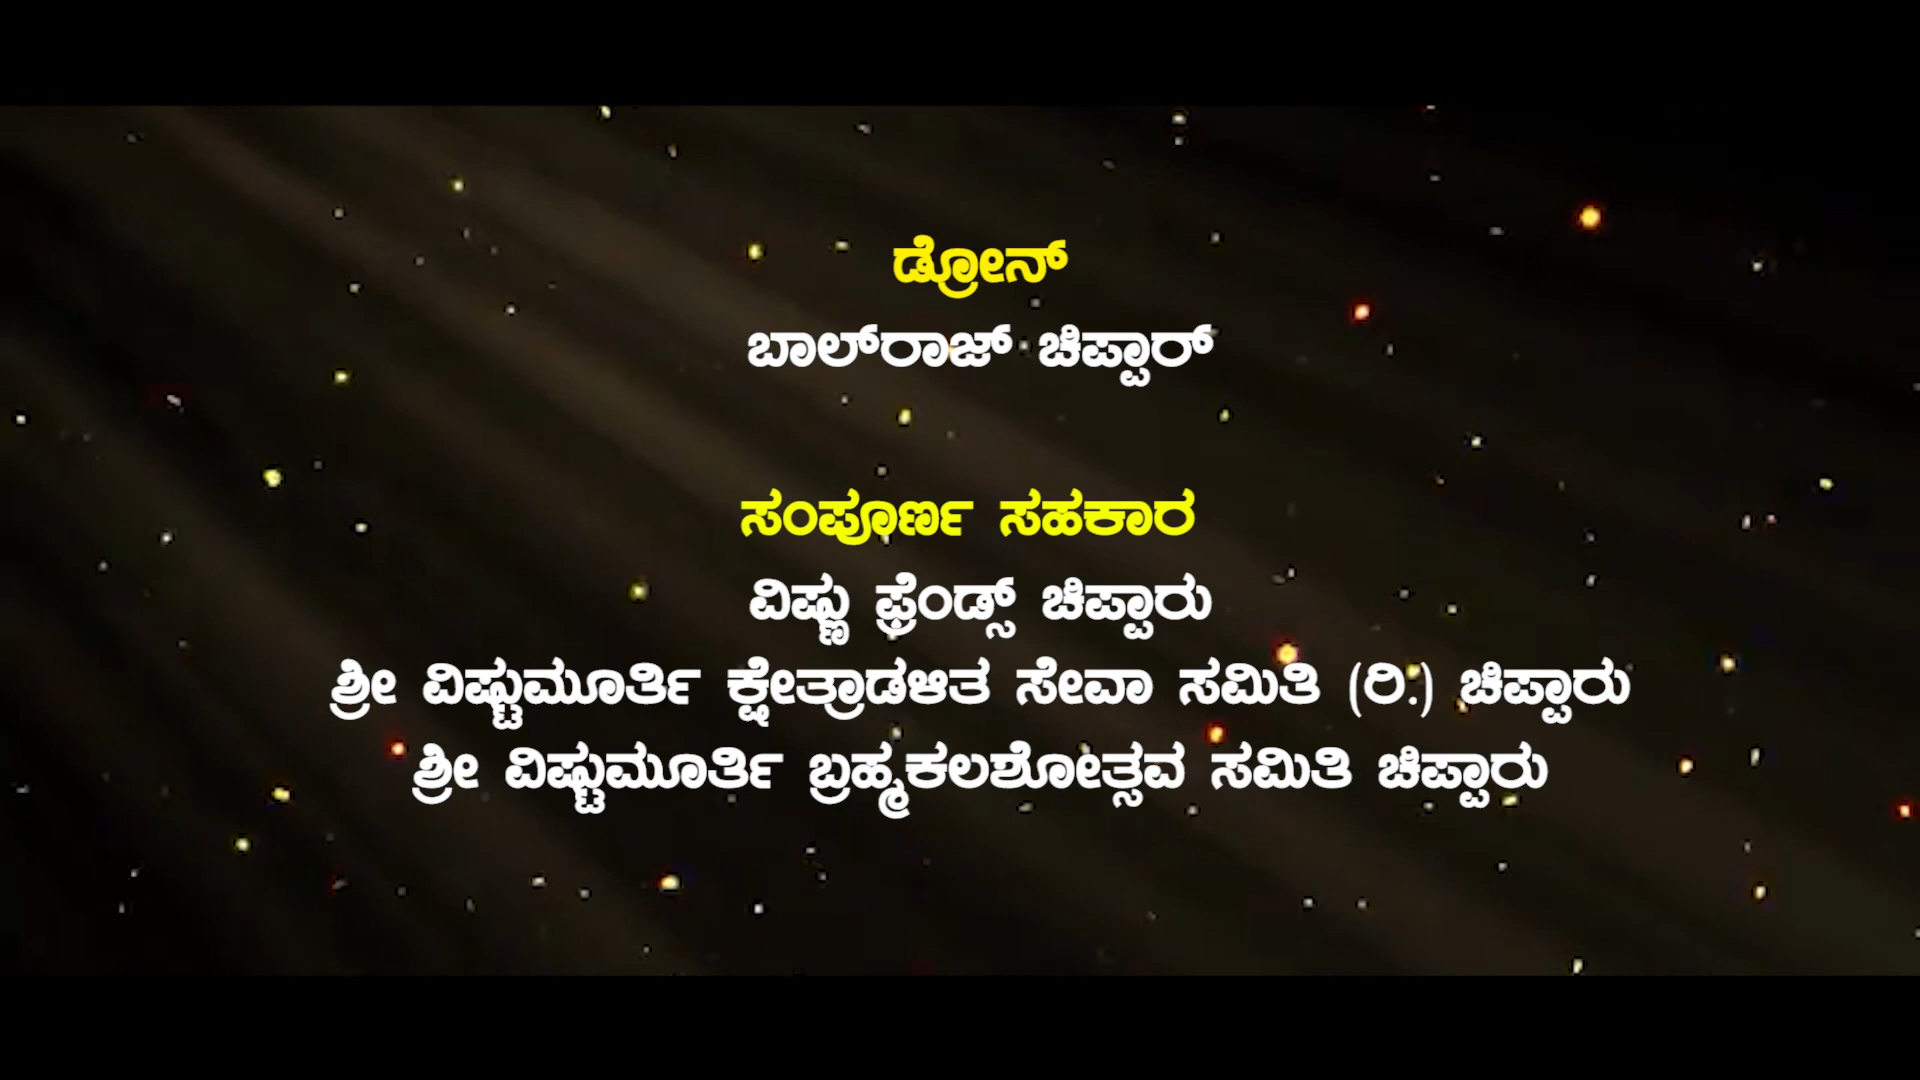 ಡ್ರೋನ್
ಬಾಲ್‌ರಾಜ್ ಚಿಪ್ಪಾರ್
ಸಂಪೂರ್ಣ ಸಹಕಾರ
ವಿಷ್ಣು ಫ್ರೆಂಡ್ಸ್ ಚಿಪ್ಪಾರು
ಶ್ರೀ ವಿಷ್ಟುಮೂರ್ತಿ ಕ್ಷೇತ್ರಾಡಳಿತ ಸೇವಾ ಸಮಿತಿ (ರಿ.) ಚಿಪ್ಪಾರು
ಶ್ರೀ ವಿಷ್ಟುಮೂರ್ತಿ ಬ್ರಹ್ಮಕಲಶೋತ್ಸವ ಸಮಿತಿ ಚಿಪ್ಪಾರು